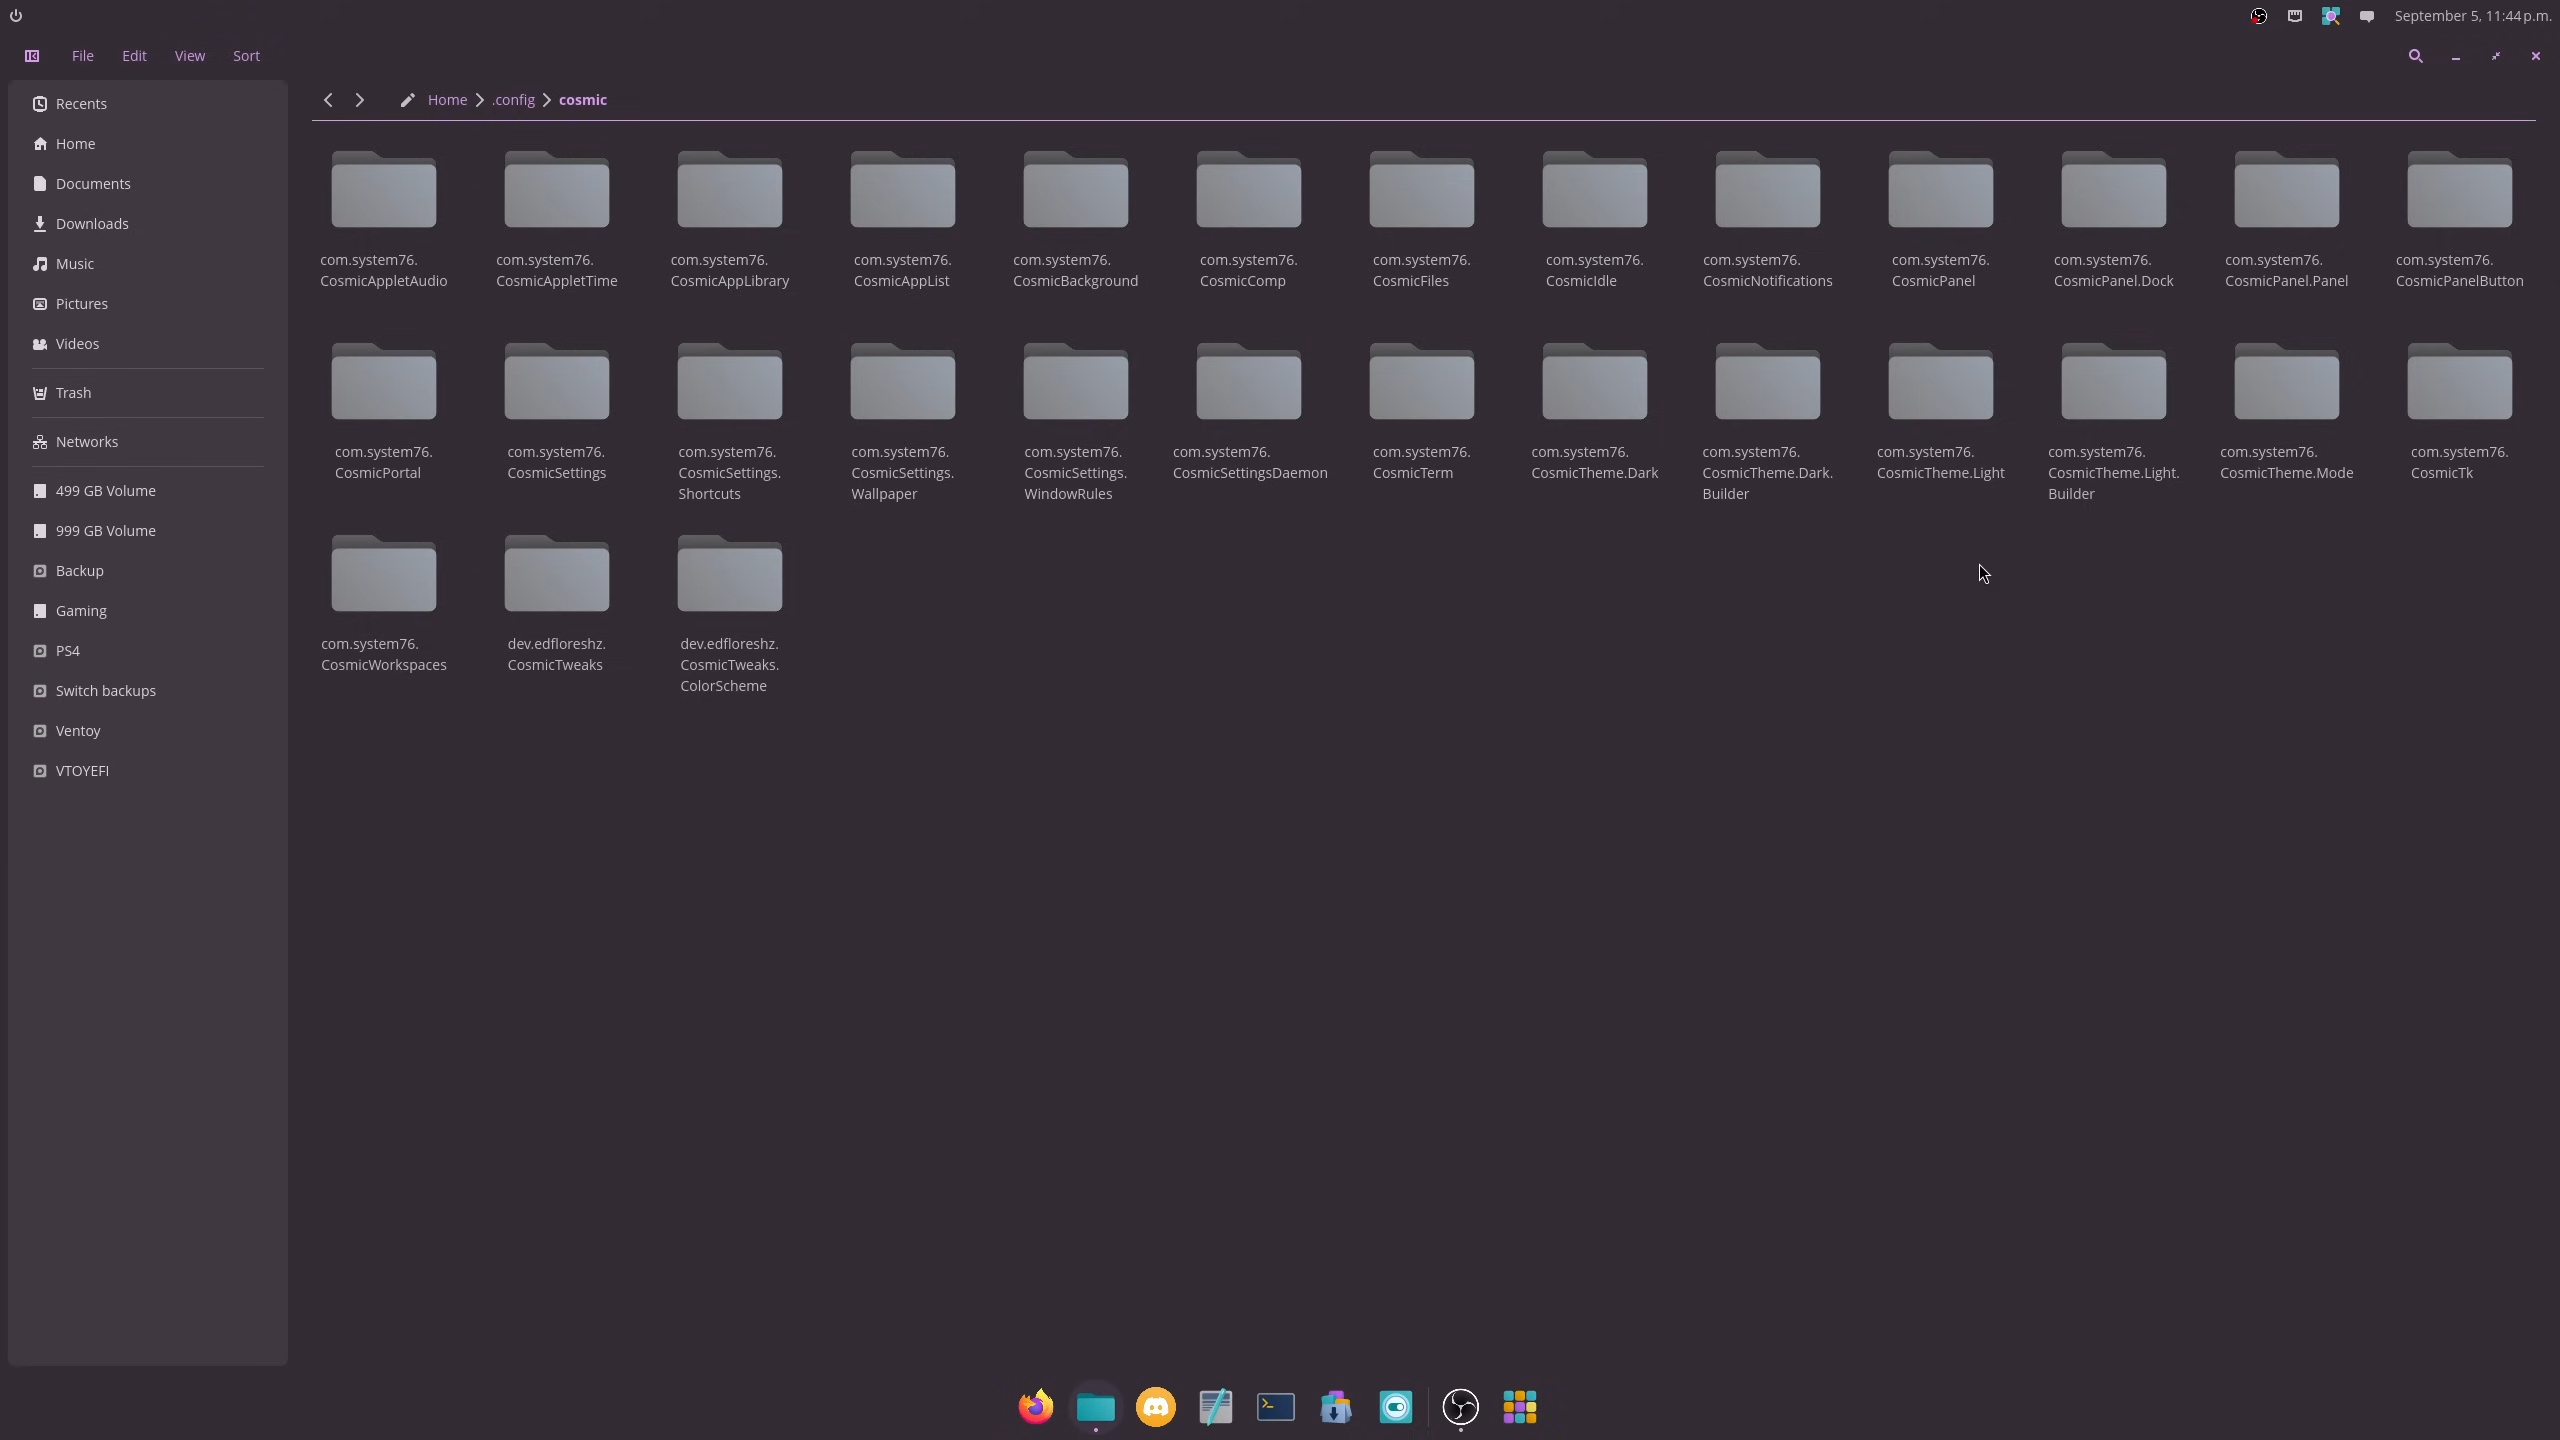 September 5, 11:44 p.m.
File Edit View Sort
Recents
Home
Documents
Downloads
Music
Pictures
Videos
Trash
Networks
499 GB Volume
999 GB Volume
Backup
Gaming
PS4
Switch backups
Ventoy
VTOYEFI
Home .config cosmic
com.system76.
CosmicAppletAudio
com.system76.
CosmicAppletTime
com.system76.
CosmicAppLibrary
com.system76.
CosmicAppList
com.system76.
CosmicBackground
com.system76.
CosmicComp
com.system76.
CosmicFiles
com.system76.
CosmicIdle
com.system76.
CosmicNotifications
com.system76.
CosmicPanel
com.system76.
CosmicPanel.Dock
com.system76.
CosmicPanel.Panel
com.system76.
CosmicPanelButton
com.system76.
CosmicPortal
com.system76.
CosmicSettings
com.system76.
CosmicSettings.
Shortcuts
com.system76.
CosmicSettings.
Wallpaper
com.system76.
CosmicSettings.
WindowRules
com.system76.
CosmicSettingsDaemon
com.system76.
CosmicTerm
com.system76.
CosmicTheme.Dark
com.system76.
CosmicTheme.Dark.
Builder
com.system76.
CosmicTheme.Light
com.system76.
CosmicTheme.Light.
Builder
com.system76.
CosmicTheme.Mode
com.system76.
CosmicTk
com.system76.
CosmicWorkspaces
dev.edfloreshz.
CosmicTweaks
dev.edfloreshz.
CosmicTweaks.
ColorScheme